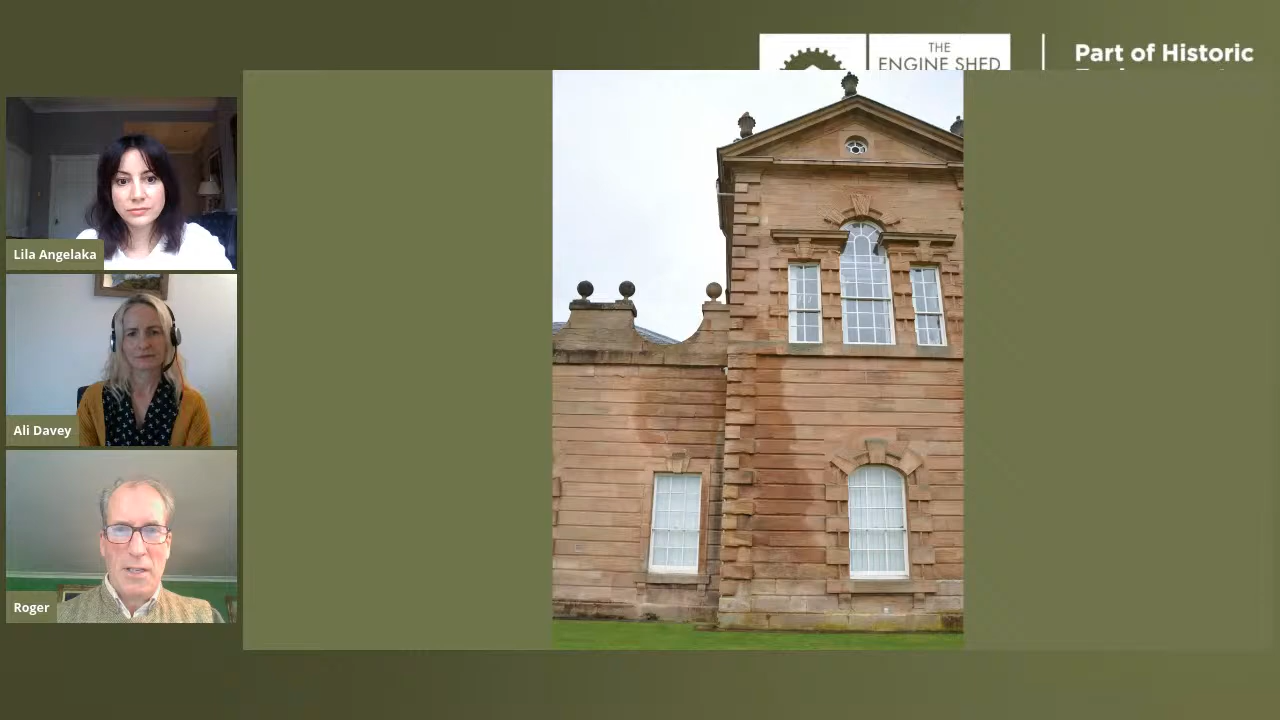 THE
ENGINE SHED
Part of Historic
Lila Angelaka
Ali Davey
Roger